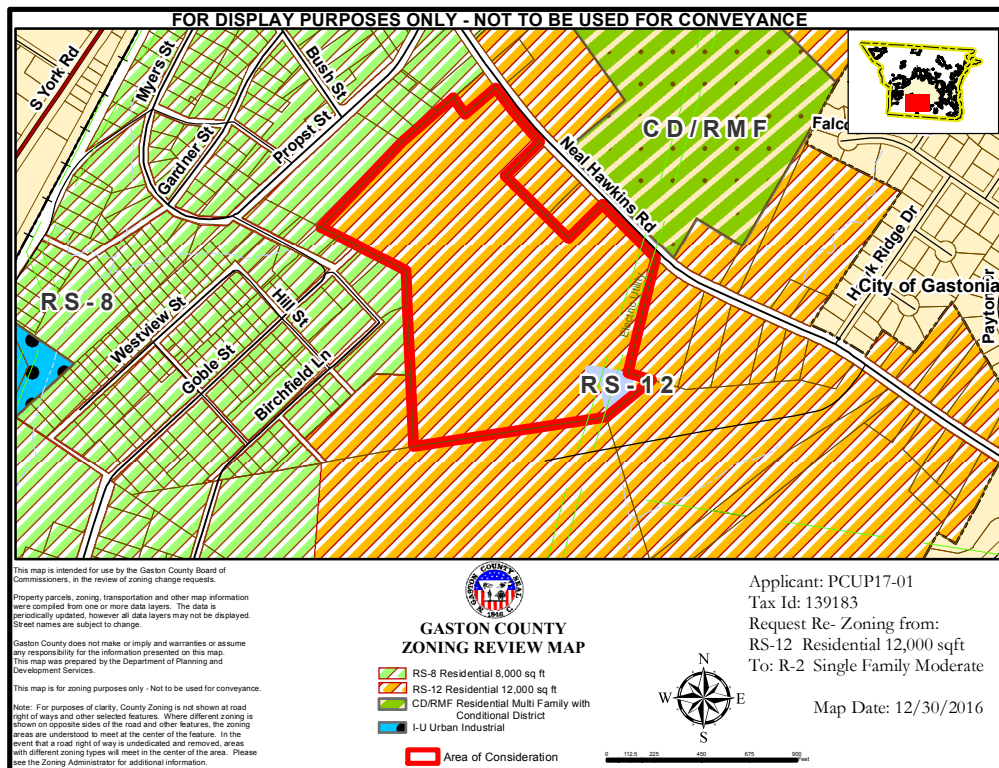 FOR DISPLAY PURPOSES ONLY - NOT TO BE USED FOR CONVEYANCE
S York Rd
Myers St
Bush St
Gardner St
Propst St
CD/RMF
Neal Hawkins Rd
City of Gastonia
RS-8
Westview St
Hill St
Goble St
Birchfield Ln
Electric Utility
RS-12
This map is intended for use by the Gaston County Board of
Commissioners, in the review of zoning change requests.
Property parcels, zoning, transportation and other map information
were compiled from one or more data layers. The data is
periodically updated, however all data layers may not be displayed.
Street names are subject to change.
Gaston County does not make or imply and warranties or assume
any responsibility for the information presented on this map.
This map was prepared by the Department of Planning and
Development Services.
This is for zoning purposes only - Not to be used for conveyance.
Note: For purposes of clarity, County Zoning is not shown at road
right of ways and other selected features. Where different zoning is
shown on opposite sides of the road and other features, the zoning
areas are understood to meet at the center of the feature. In the
event that a road right of way is undedicated and removed, areas
with different zoning types will meet in the center of the area. Please
see the Zoning Administrator for additional information.
GASTON COUNTY SEAL
N C
1846
GASTON COUNTY
ZONING REVIEW MAP
RS-8 Residential 8,000 sq ft
RS-12 Residential 12,000 sq ft
CD/RMF Residential Multi Family with
Conditional District
I-U Urban Industrial
Area of Consideration
N
W E
S
0 112.5 225 450 675 900
Feet
Applicant: PCUP17-01
Tax Id: 139183
Request Re- Zoning from:
RS-12 Residential 12,000 sqft
To: R-2 Single Family Moderate
Map Date: 12/30/2016